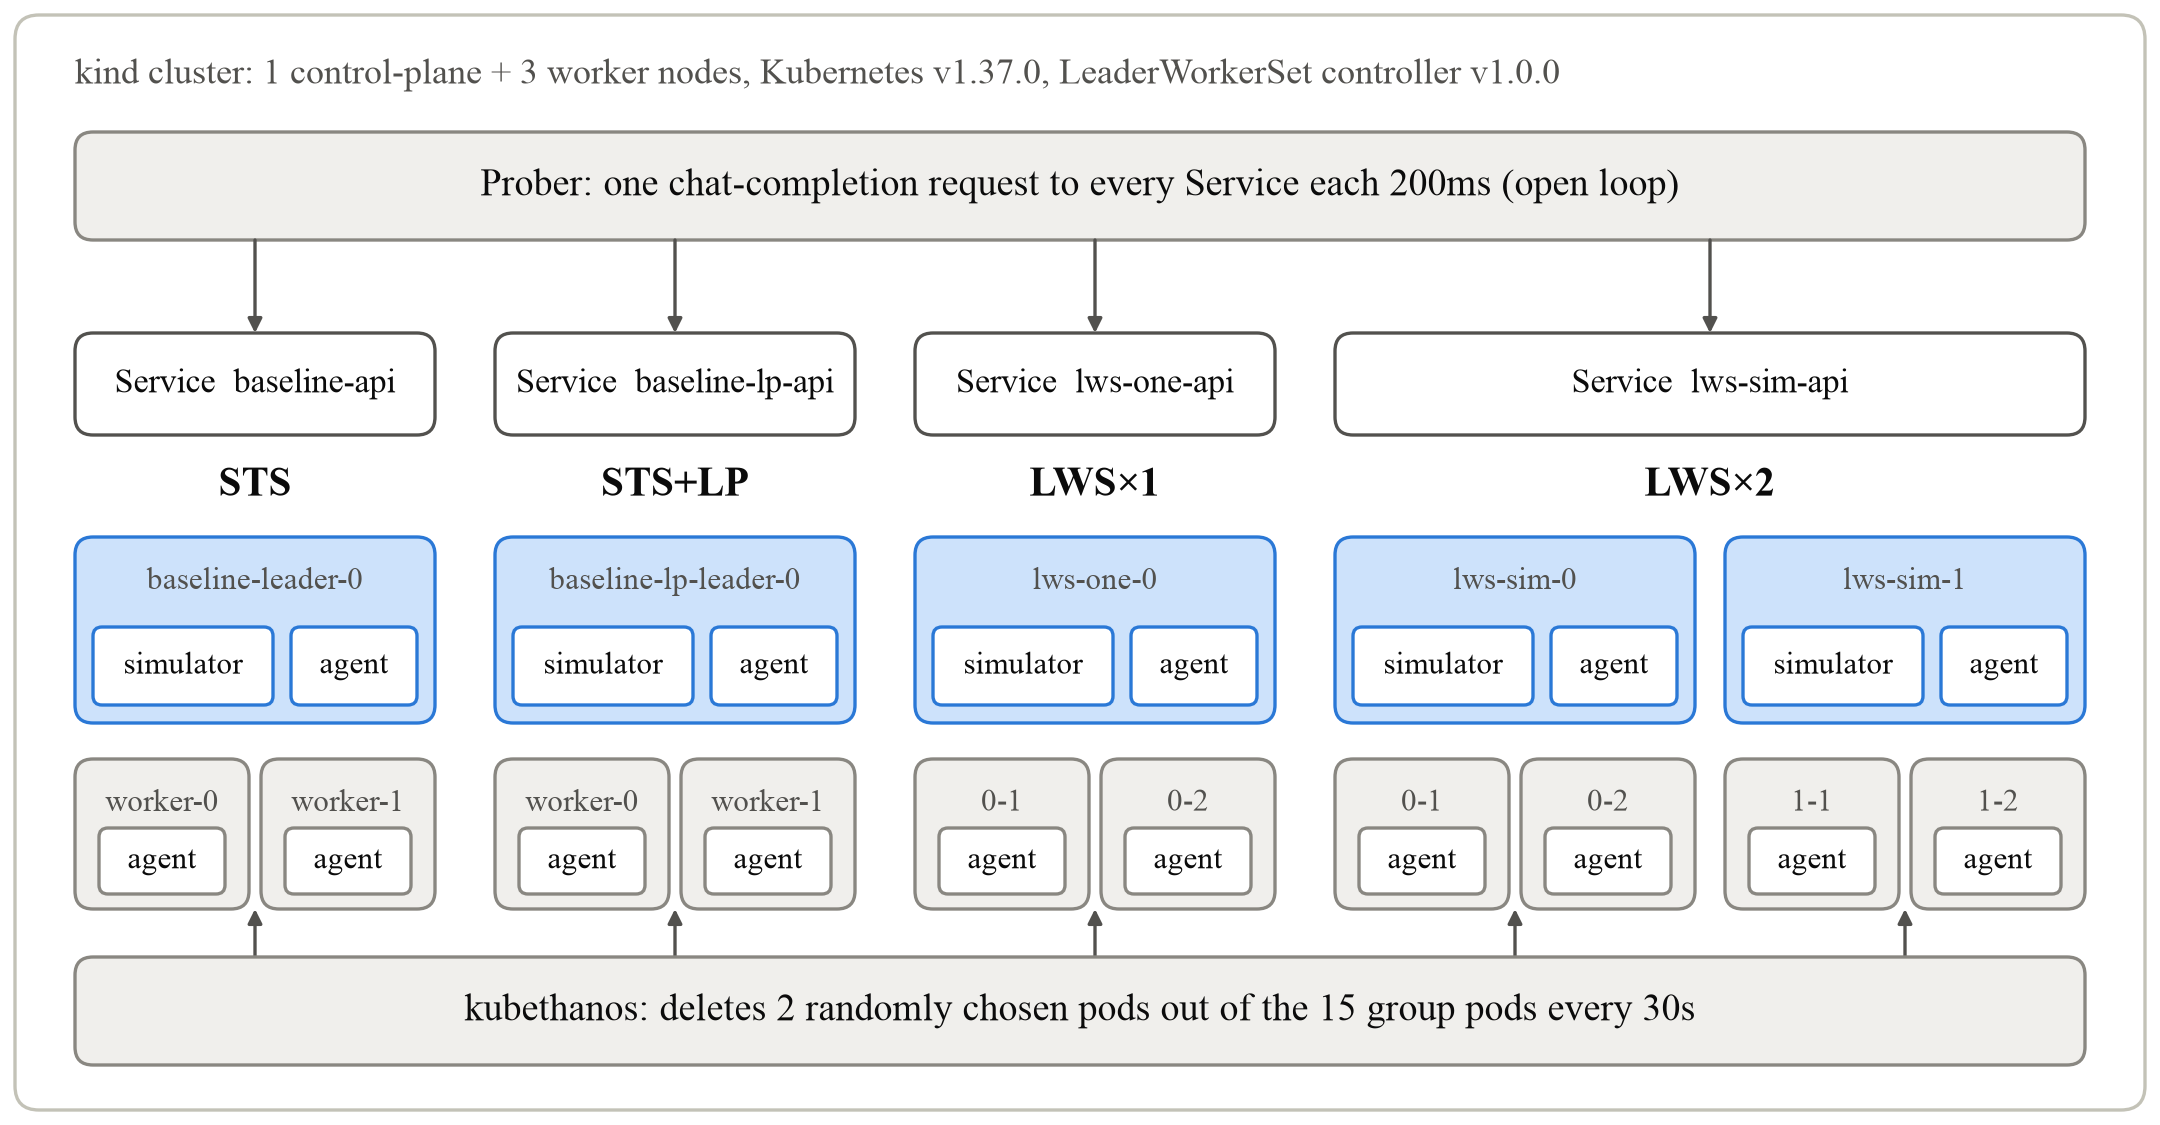 kind cluster: 1 control-plane + 3 worker nodes, Kubernetes v1.37.0, LeaderWorkerSet controller v1.0.0
Prober: one chat-completion request to every Service each 200ms (open loop)
Service baseline-api
Service baseline-lp-api
Service lws-one-api
Service lws-sim-api
STS
STS+LP
LWS×1
LWS×2
baseline-leader-0
simulator
agent
baseline-lp-leader-0
simulator
agent
lws-one-0
simulator
agent
lws-sim-0
simulator
agent
lws-sim-1
simulator
agent
worker-0
agent
worker-1
agent
worker-0
agent
worker-1
agent
0-1
agent
0-2
agent
0-1
agent
0-2
agent
1-1
agent
1-2
agent
kubethanos: deletes 2 randomly chosen pods out of the 15 group pods every 30s